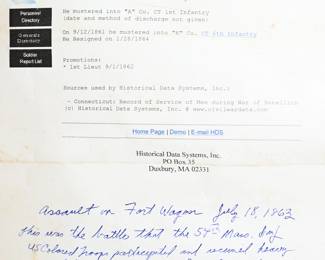 Personnel
Directory
Generals
Directory
Soldier
Report List
He mustered into "A" Co. CT 1st Infantry
(date and method of discharge not given)
On 9/12/1861 he mustered into "K" Co. CT 6th Infantry
He Resigned on 1/28/1864
Promotions:
* 1st Lieut 9/1/1862
Sources used by Historical Data Systems, Inc.:
- Connecticut: Record of Service of Men during War of Rebellion
(c) Historical Data Systems, Inc. @ www.civilwardata.com
Home Page | Demo | E-mail HDS
Historical Data Systems, Inc.
PO Box 35
Duxbury, MA 02331
Assault on Fort Wagon July 18, 1863
This was the battles that the 54th Mass. Inf
US Colored Troops participated and received heavy